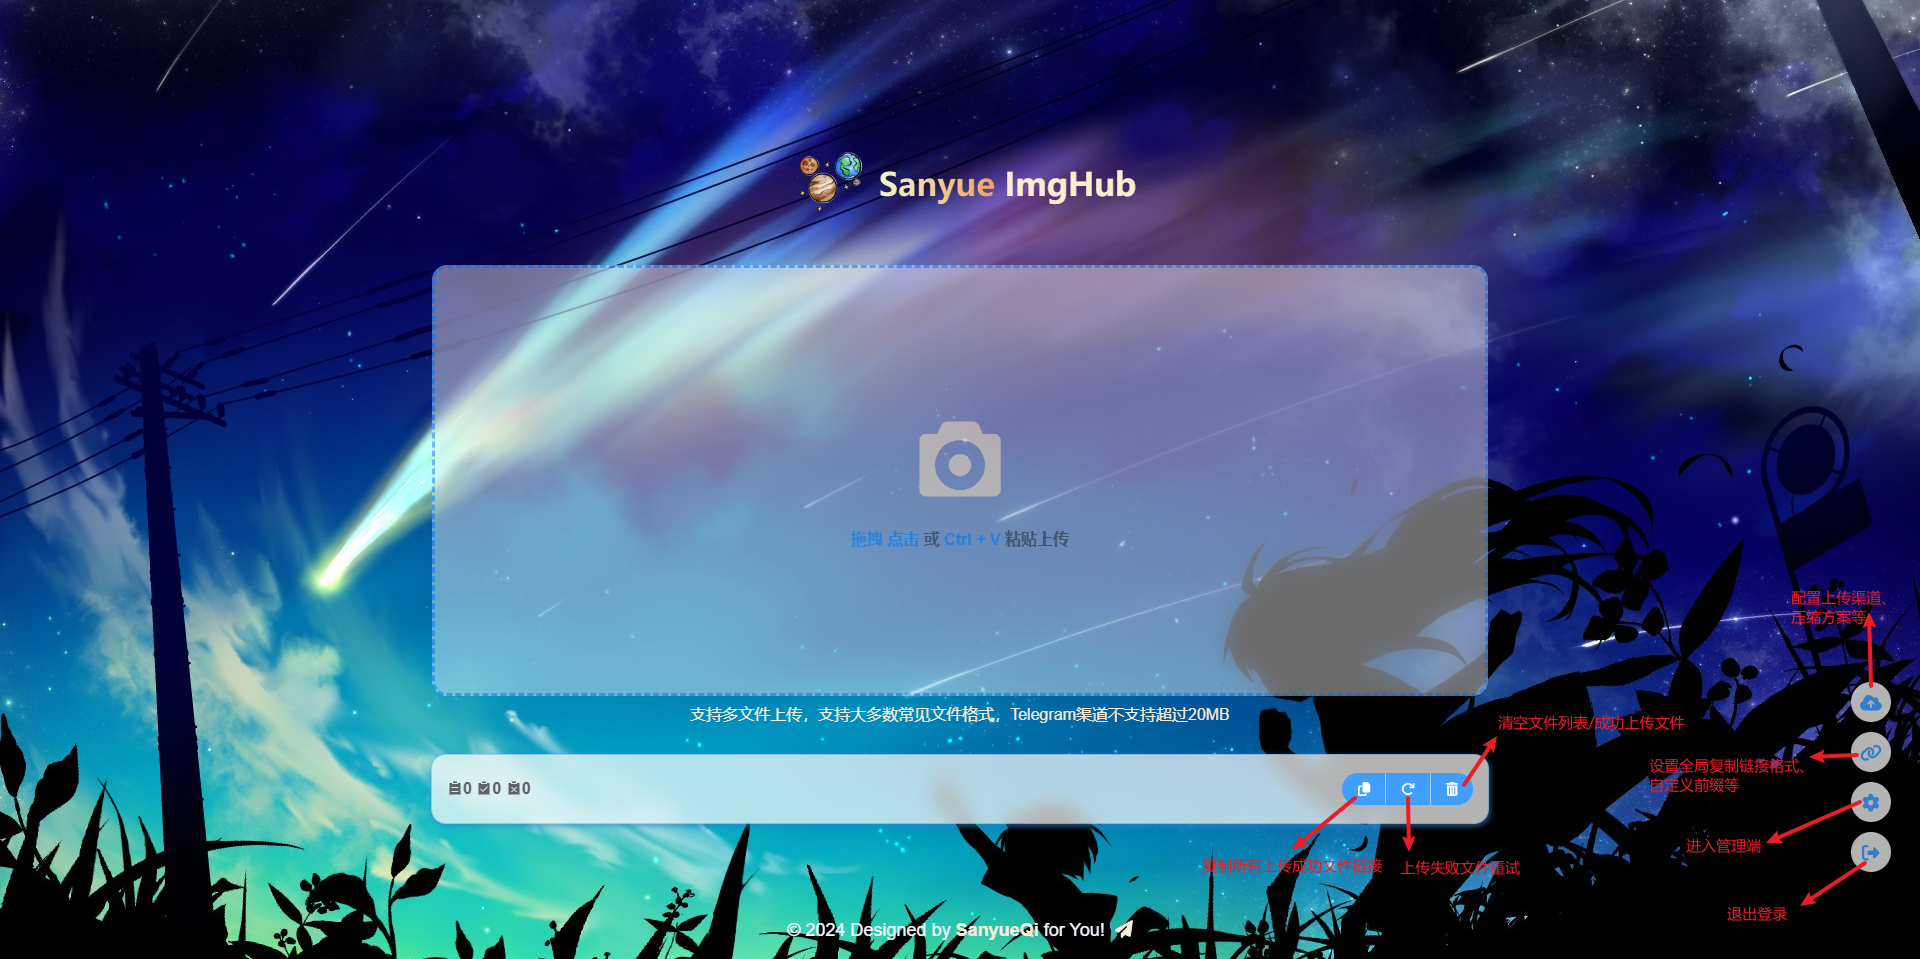 Sanyue ImgHub
拖拽 点击 或 Ctrl + V 粘贴上传
支持多文件上传，支持大多数常见文件格式，Telegram渠道不支持超过20MB
0 0 0
配置上传渠道、
压缩方案等
清空文件列表/成功上传文件
设置全局复制链接格式、
自定义前缀等
进入管理端
复制所有上传成功文件链接
上传失败文件重试
退出登录
© 2024 Designed by SanyueQi for You!